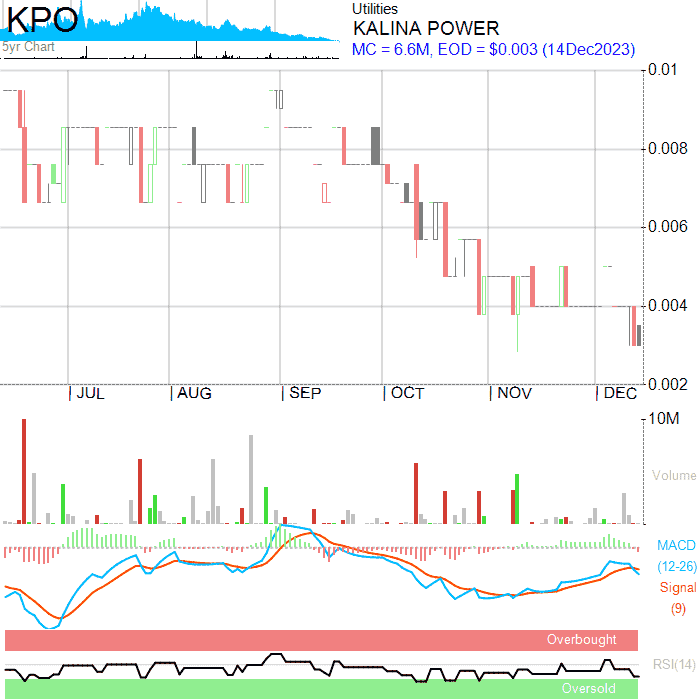 KPO
5yr Chart
Utilities
KALINA POWER
MC = 6.6M, EOD = $0.003 (14Dec2023)
0.01
0.008
0.006
0.004
0.002
JUL AUG SEP OCT NOV DEC
10M
Volume
MACD
(12-26)
Signal
(9)
Overbought
RSI(14)
Oversold